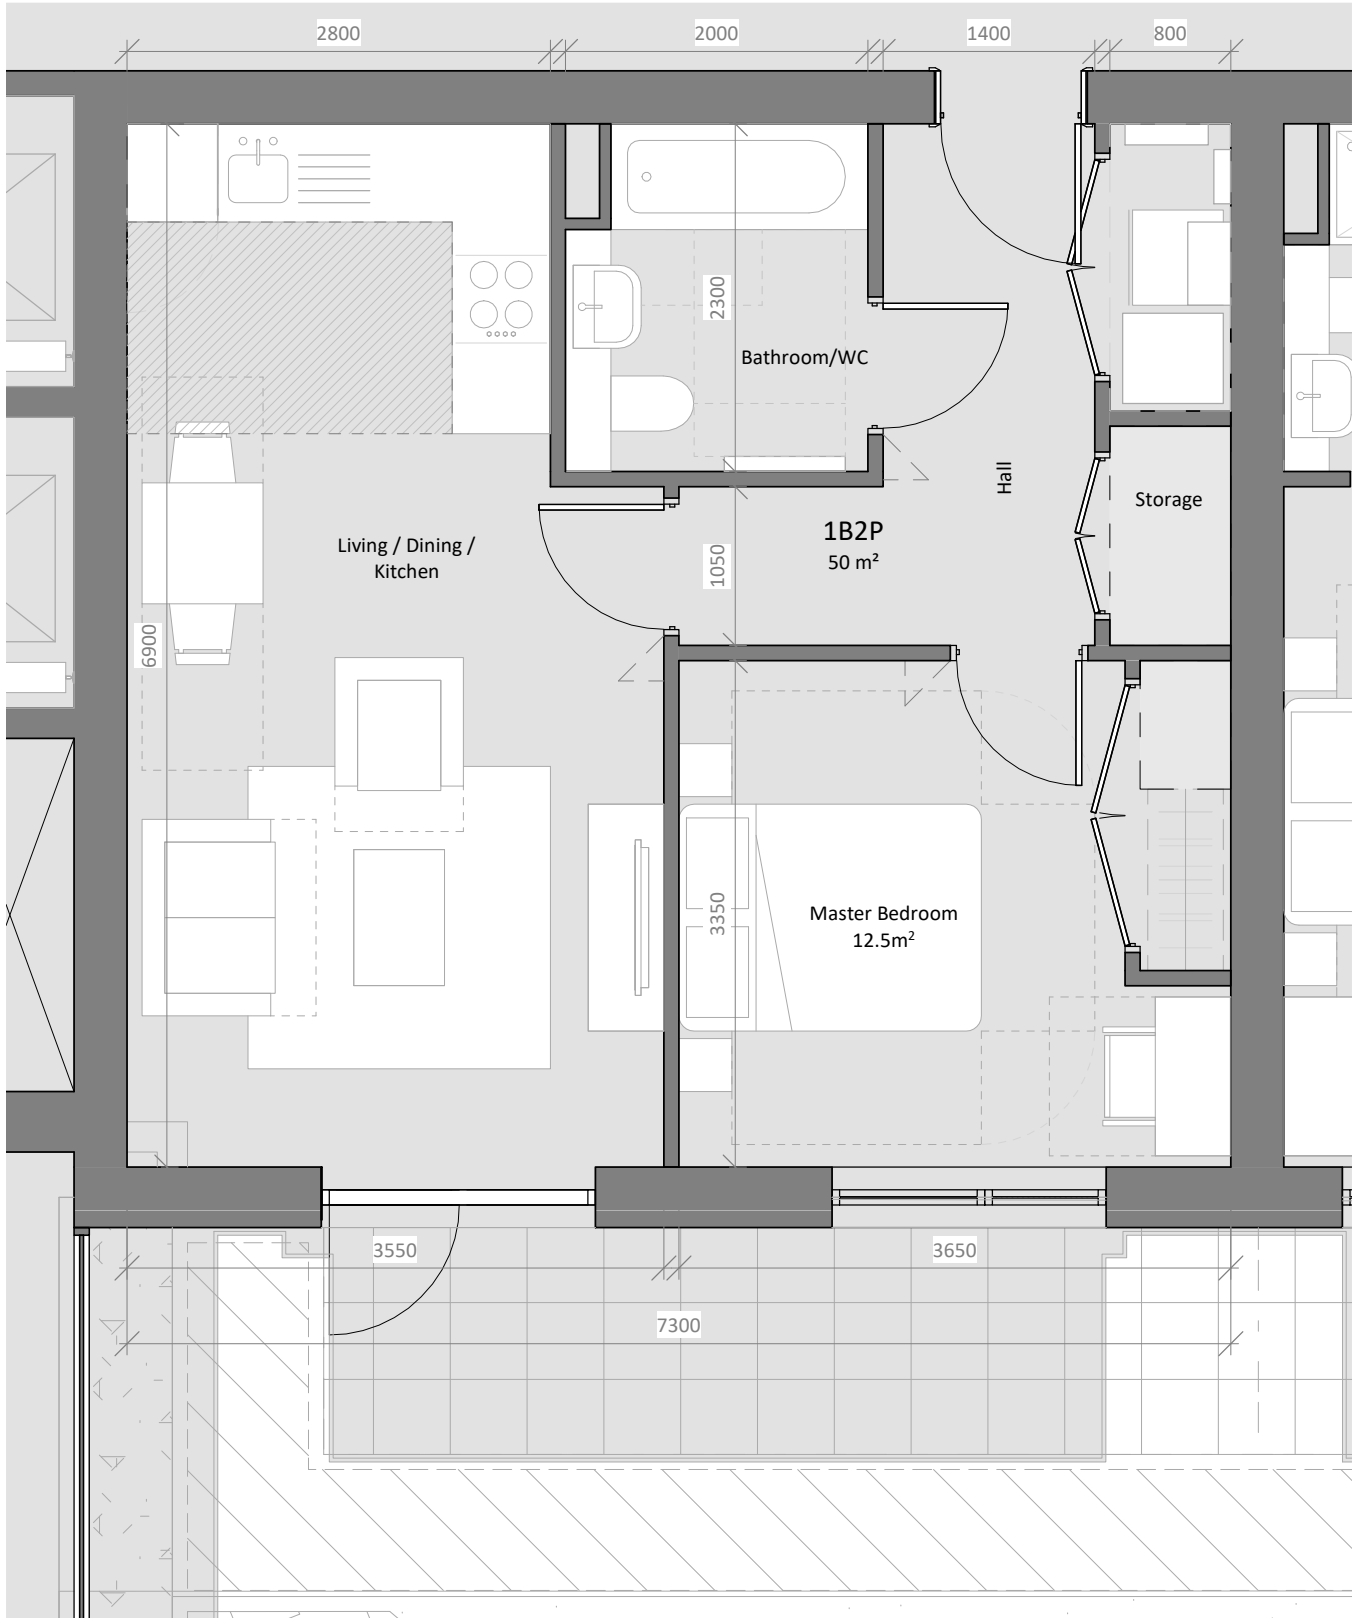 2800
2000
1400
800
2300
Bathroom/WC
Hall
Storage
1B2P
50 m²
Living / Dining /
Kitchen
1050
6900
3350
Master Bedroom
12.5m²
3550
3650
7300